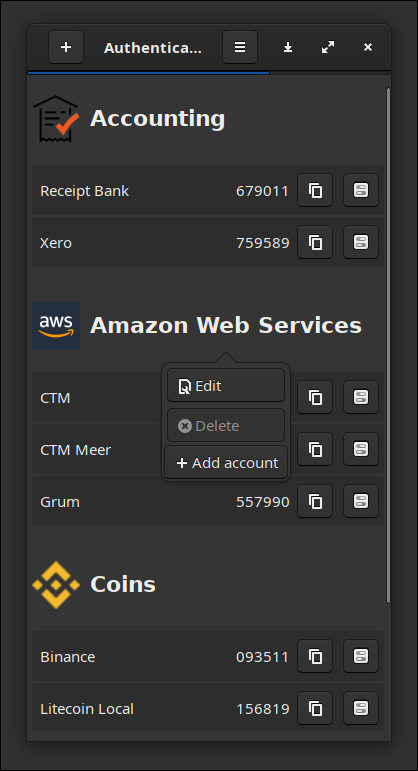 Authentica...
Accounting
Receipt Bank 679011
Xero 759589
aws Amazon Web Services
Edit
CTM
Delete
CTM Meer
Add account
Grum 557990
Coins
Binance 093511
Litecoin Local 156819